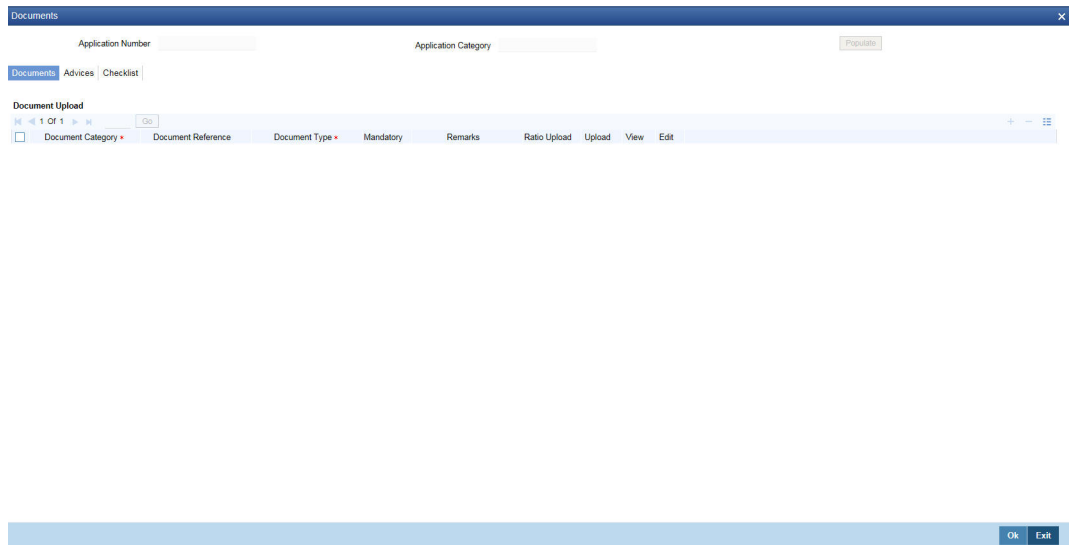 Documents
Application Number Application Category Populate
Documents Advices Checklist
Document Upload
1 Of 1 Go
Document Category * Document Reference Document Type * Mandatory Remarks Ratio Upload Upload View Edit
Ok Exit